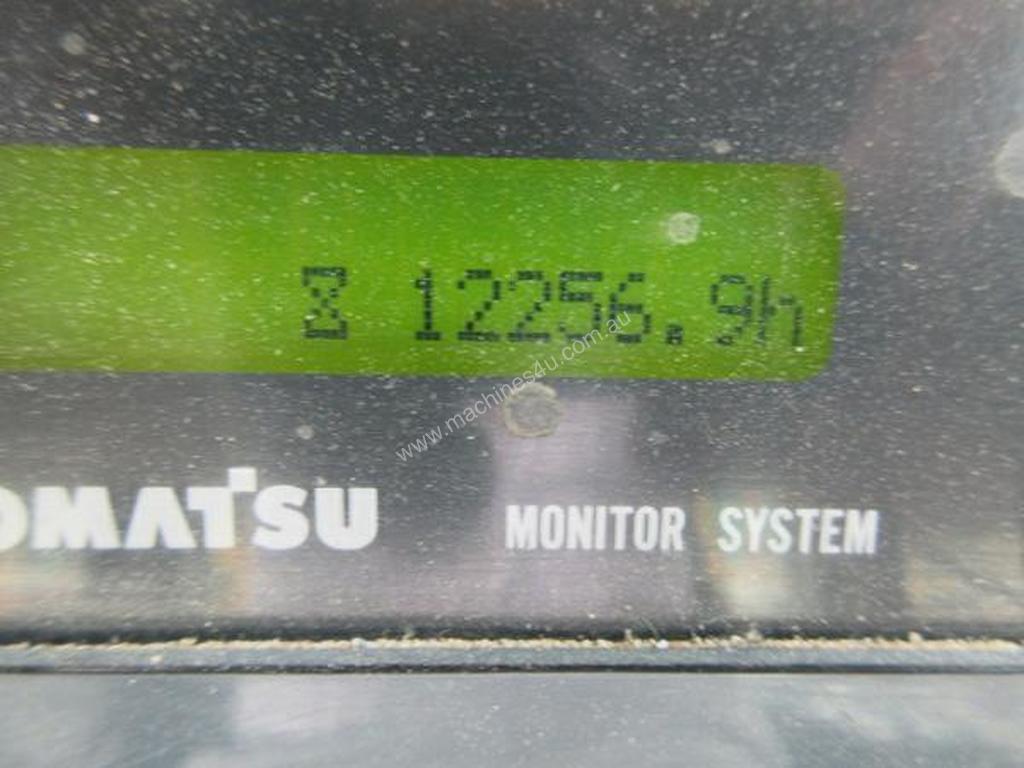 12256.9h
www.machines4u.com.au
OMATSU MONITOR SYSTEM